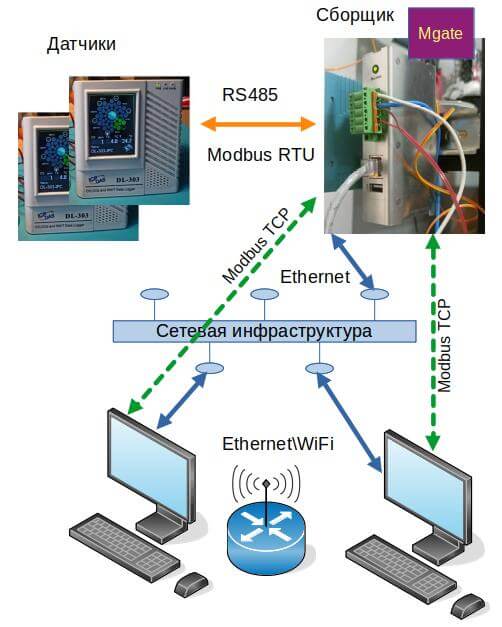 Датчики
Сборщик
Mgate
RS485
Modbus RTU
DL-303
DL-303
Modbus TCP
Ethernet
Modbus TCP
Сетевая инфраструктура
Ethernet\WiFi